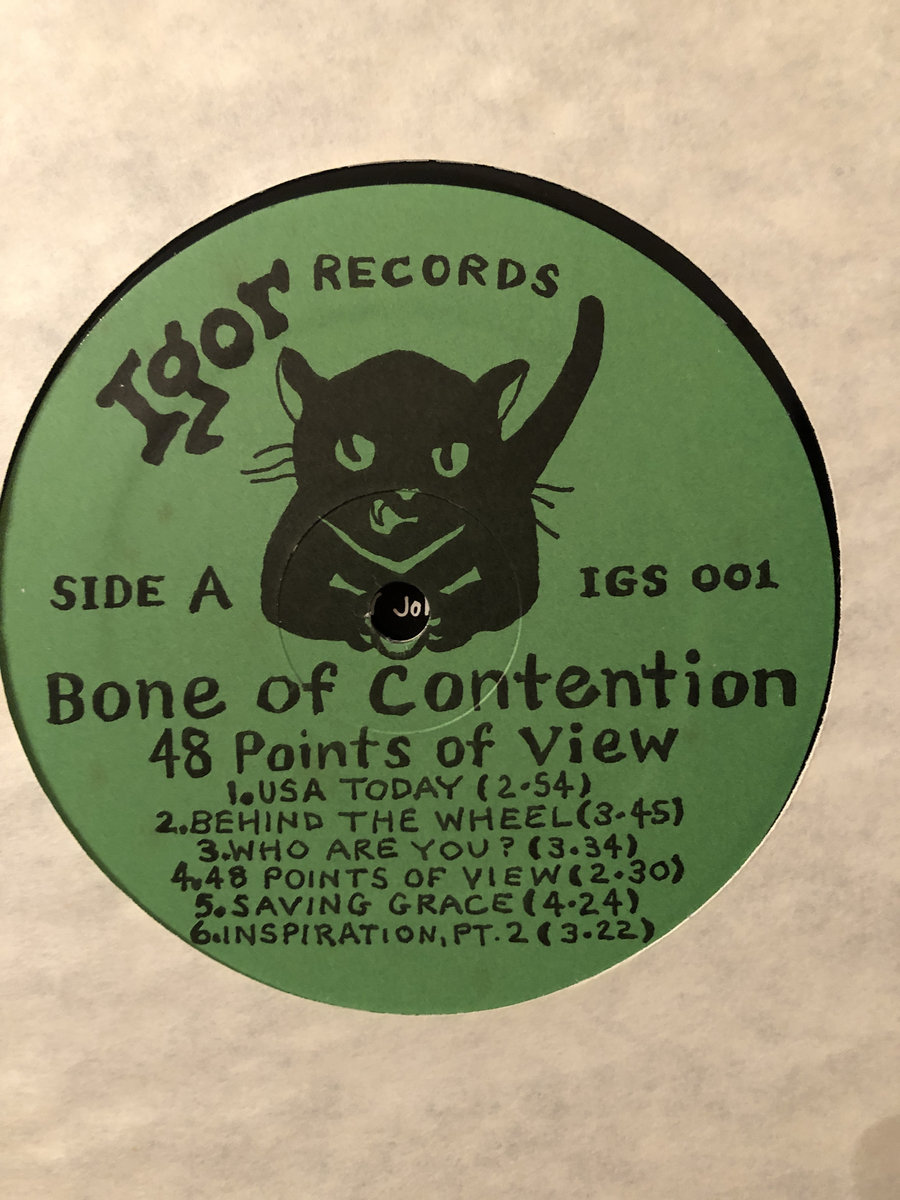 Igor RECORDS
SIDE A
IGS 001
Bone of Contention
48 Points of View
1. USA TODAY (2.54)
2. BEHIND THE WHEEL (3.45)
3. WHO ARE YOU? (3.34)
4. 48 POINTS OF VIEW (2.30)
5. SAVING GRACE (4.24)
6. INSPIRATION, PT. 2 (3.22)